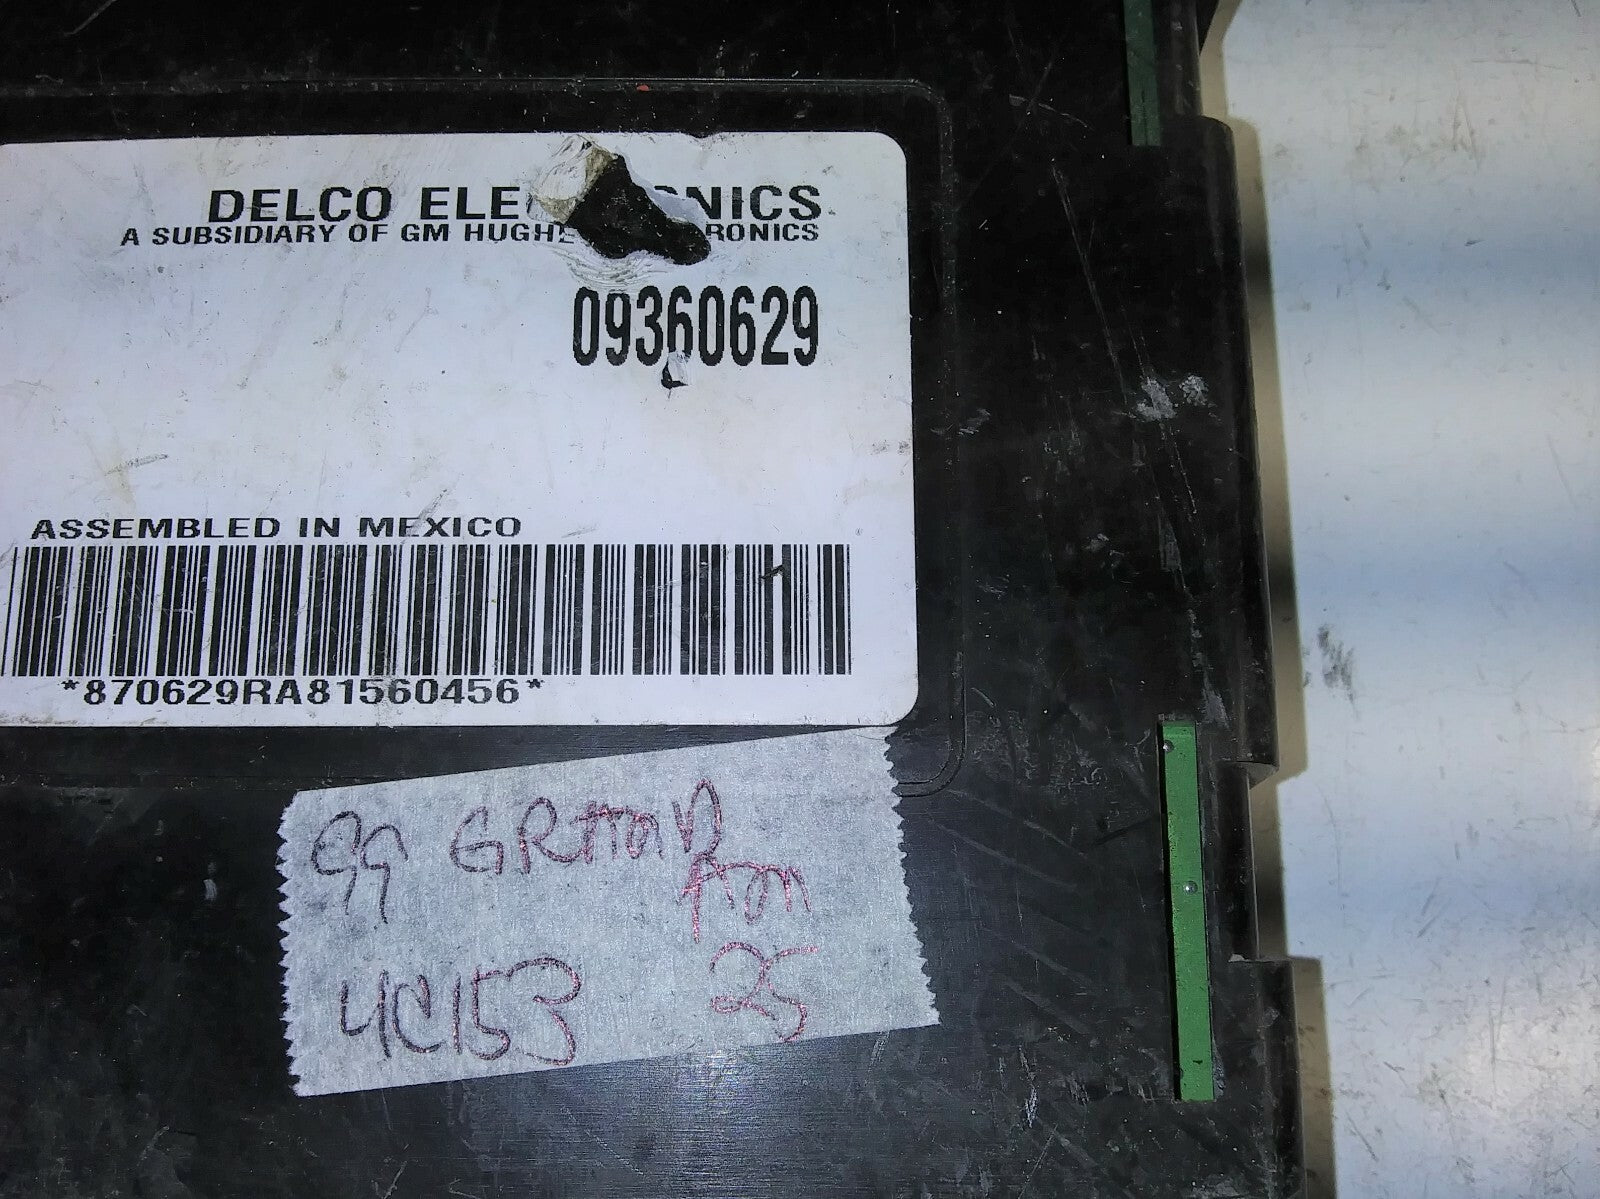 DELCO ELE NICS
A SUBSIDIARY OF GM HUGHE RONICS
09360629
ASSEMBLED IN MEXICO
*870629RA81560456*
99 GRAND
Am
4C153 25